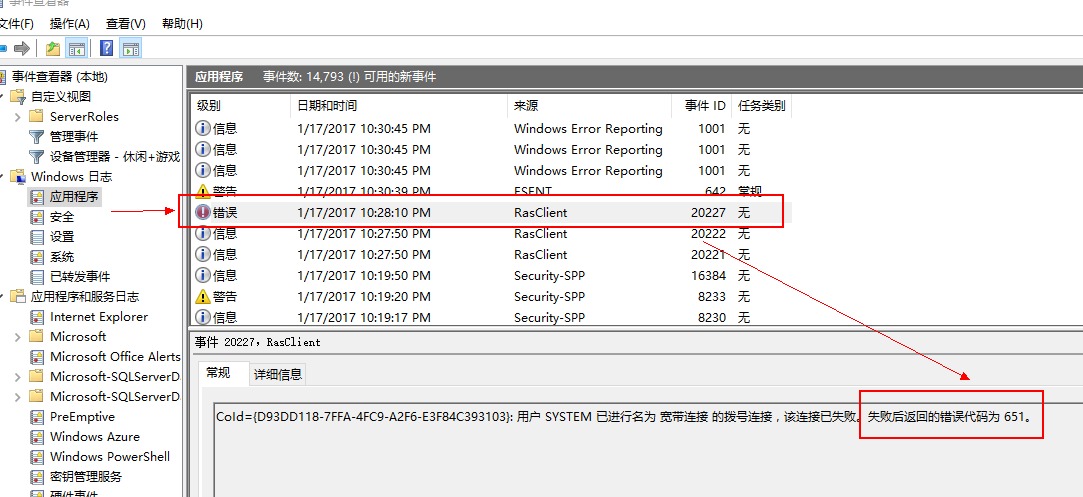 事件查看器
文件(F) 操作(A) 查看(V) 帮助(H)
事件查看器 (本地)
自定义视图
ServerRoles
管理事件
设备管理器 - 休闲+游戏
Windows 日志
应用程序
安全
设置
系统
已转发事件
应用程序和服务日志
Internet Explorer
Microsoft
Microsoft Office Alerts
Microsoft-SQLServerD
Microsoft-SQLServerD
PreEmptive
Windows Azure
Windows PowerShell
密钥管理服务
硬件事件
应用程序 事件数: 14,793 (!) 可用的新事件
级别 日期和时间 来源 事件 ID 任务类别
信息 1/17/2017 10:30:45 PM Windows Error Reporting 1001 无
信息 1/17/2017 10:30:45 PM Windows Error Reporting 1001 无
信息 1/17/2017 10:30:45 PM Windows Error Reporting 1001 无
警告 1/17/2017 10:30:39 PM ESENT 642 常规
错误 1/17/2017 10:28:10 PM RasClient 20227 无
信息 1/17/2017 10:27:50 PM RasClient 20222 无
信息 1/17/2017 10:27:50 PM RasClient 20221 无
信息 1/17/2017 10:19:50 PM Security-SPP 16384 无
警告 1/17/2017 10:19:20 PM Security-SPP 8233 无
信息 1/17/2017 10:19:17 PM Security-SPP 8230 无
事件 20227，RasClient
常规 详细信息
CoId={D93DD118-7FFA-4FC9-A2F6-E3F84C393103}: 用户 SYSTEM 已进行名为 宽带连接 的拨号连接，该连接已失败。失败后返回的错误代码为 651。